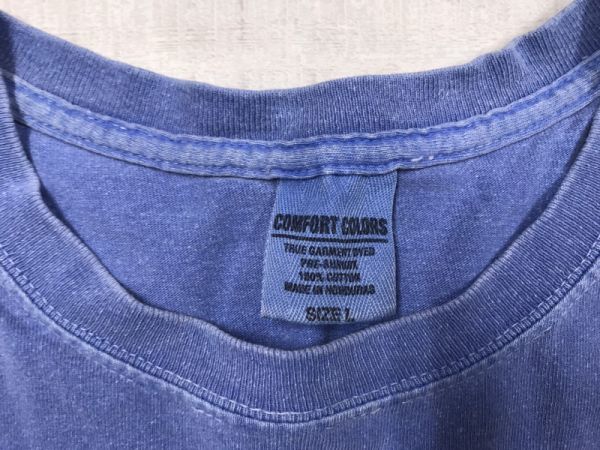 COMFORT COLORS
TRUE GARMENT DYED
PRE-SHRUNK
100% COTTON
MADE IN HONDURAS
SIZE L